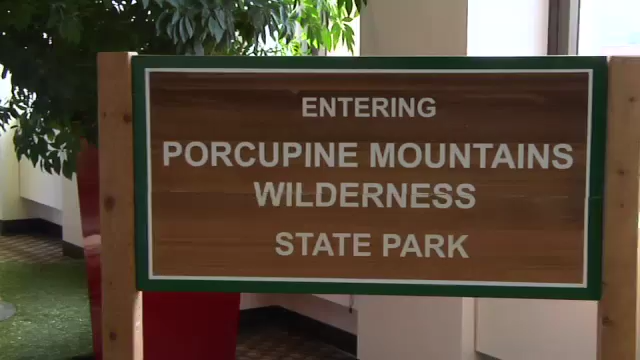 ENTERING
PORCUPINE MOUNTAINS
WILDERNESS
STATE PARK